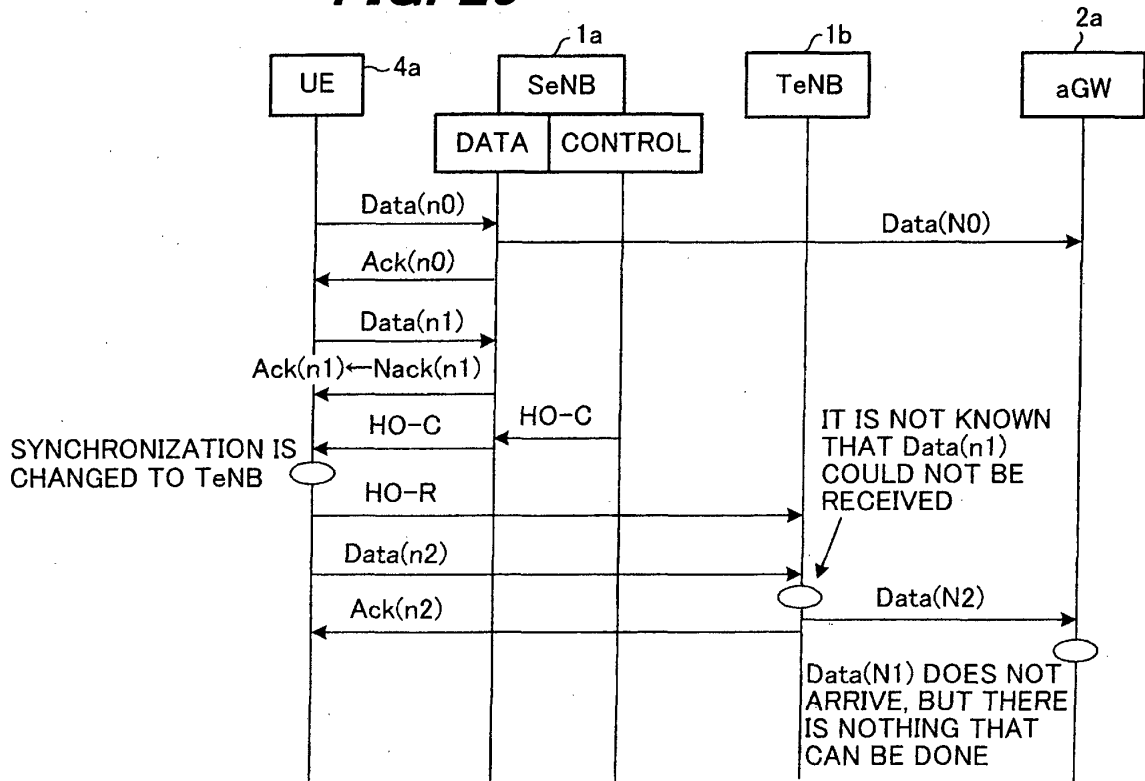 1a
1b
2a
4a
UE
SeNB
TeNB
aGW
DATA
CONTROL
Data(n0)
Data(N0)
Ack(n0)
Data(n1)
Ack(n1)←Nack(n1)
HO-C
HO-C
SYNCHRONIZATION IS
CHANGED TO TeNB
IT IS NOT KNOWN
THAT Data(n1)
COULD NOT BE
RECEIVED
HO-R
Data(n2)
Data(N2)
Ack(n2)
Data(N1) DOES NOT
ARRIVE, BUT THERE
IS NOTHING THAT
CAN BE DONE